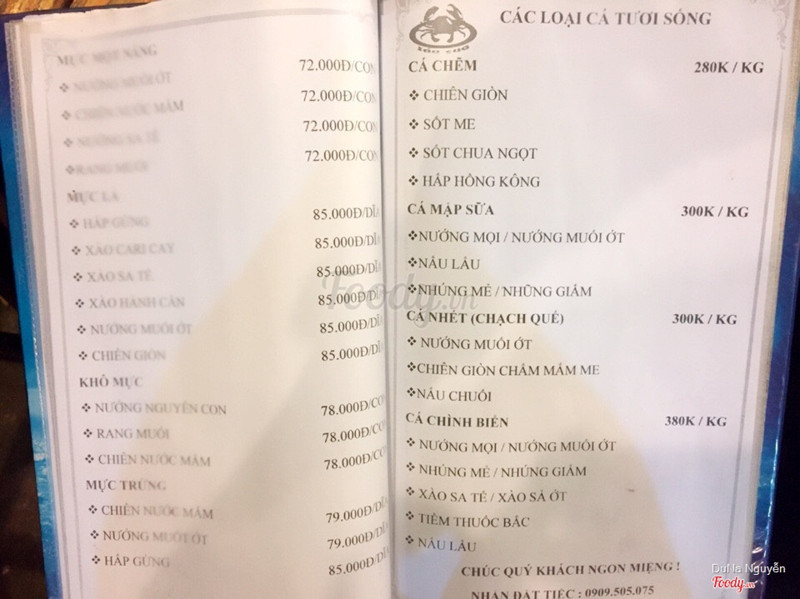 MỰC MỘT NẮNG
❖ NƯỚNG MUỐI ỚT 72.000Đ/CON
❖ CHIÊN NƯỚC MẮM 72.000Đ/CON
❖ NƯỚNG SA TẾ 72.000Đ/CON
❖ RANG MUỐI 72.000Đ/CON
MỰC LÁ
❖ HẤP GỪNG 85.000Đ/DĨA
❖ XÀO CARI CAY 85.000Đ/DĨA
❖ XÀO SA TẾ 85.000Đ/DĨA
❖ XÀO HÀNH CẦN 85.000Đ/DĨA
❖ NƯỚNG MUỐI ỚT 85.000Đ/DĨA
❖ CHIÊN GIÒN 85.000Đ/DĨA
KHÔ MỰC
❖ NƯỚNG NGUYÊN CON 78.000Đ/CON
❖ RANG MUỐI 78.000Đ/CON
❖ CHIÊN NƯỚC MẮM 78.000Đ/CON
MỰC TRỨNG
❖ CHIÊN NƯỚC MẮM 79.000Đ/DĨA
❖ NƯỚNG MUỐI ỚT 79.000Đ/DĨA
❖ HẤP GỪNG 85.000Đ/DĨA
CÁC LOẠI CÁ TƯƠI SỐNG
CÁ CHẼM 280K / KG
❖ CHIÊN GIÒN
❖ SỐT ME
❖ SỐT CHUA NGỌT
❖ HẤP HỒNG KÔNG
CÁ MẬP SỮA 300K / KG
❖ NƯỚNG MỌI / NƯỚNG MUỐI ỚT
❖ NẤU LẨU
❖ NHÚNG MẺ / NHŨNG GIẤM
CÁ NHÉT (CHẠCH QUẾ) 300K / KG
❖ NƯỚNG MUỐI ỚT
❖ CHIÊN GIÒN CHẤM MẮM ME
❖ NẤU CHUỐI
CÁ CHÌNH BIỂN 380K / KG
❖ NƯỚNG MỌI / NƯỚNG MUỐI ỚT
❖ NHÚNG MẺ / NHÚNG GIẤM
❖ XÀO SA TẾ / XÀO SẢ ỚT
❖ TIỀM THUỐC BẮC
❖ NẤU LẨU
CHÚC QUÝ KHÁCH NGON MIỆNG !
NHẬN ĐẶT TIỆC : 0909.505.075
Foody.vn
DuNs Nguyễn
Foody